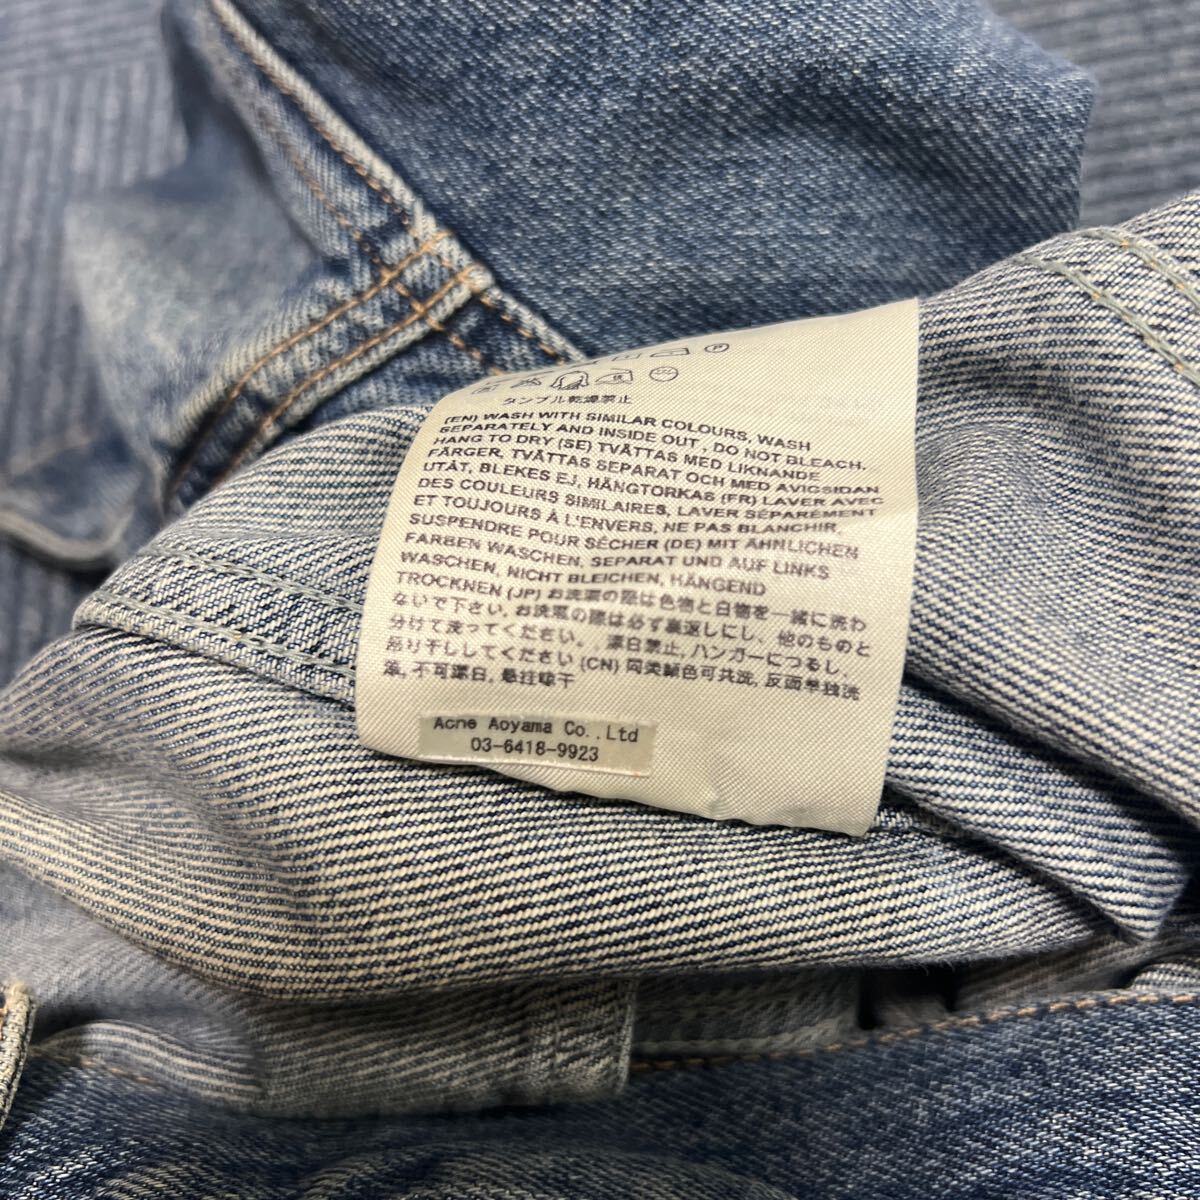 タンブル乾燥禁止
(EN) WASH WITH SIMILAR COLOURS, WASH
SEPARATELY AND INSIDE OUT , DO NOT BLEACH,
HANG TO DRY (SE) TVÄTTAS MED LIKNANDE
FÄRGER, TVÄTTAS SEPARAT OCH MED AVIGSIDAN
UTÅT, BLEKES EJ, HÄNGTORKAS (FR) LAVER AVEC
DES COULEURS SIMILAIRES, LAVER SÉPARÉMENT
ET TOUJOURS À L'ENVERS, NE PAS BLANCHIR,
SUSPENDRE POUR SÉCHER (DE) MIT ÄHNLICHEN
FARBEN WASCHEN, SEPARAT UND AUF LINKS
WASCHEN, NICHT BLEICHEN, HÄNGEND
TROCKNEN (JP) お洗濯の際は色物と白物を一緒に洗わ
ないで下さい. お洗濯の際は必ず裏返しにし、他のものと
分けて洗ってください. 漂白禁止, ハンガーにつるし、
吊り干ししてください (CN) 同类颜色可共洗, 反面单独洗
涤, 不可漂白, 悬挂晾干
Acne Aoyama Co.,Ltd
03-6418-9923